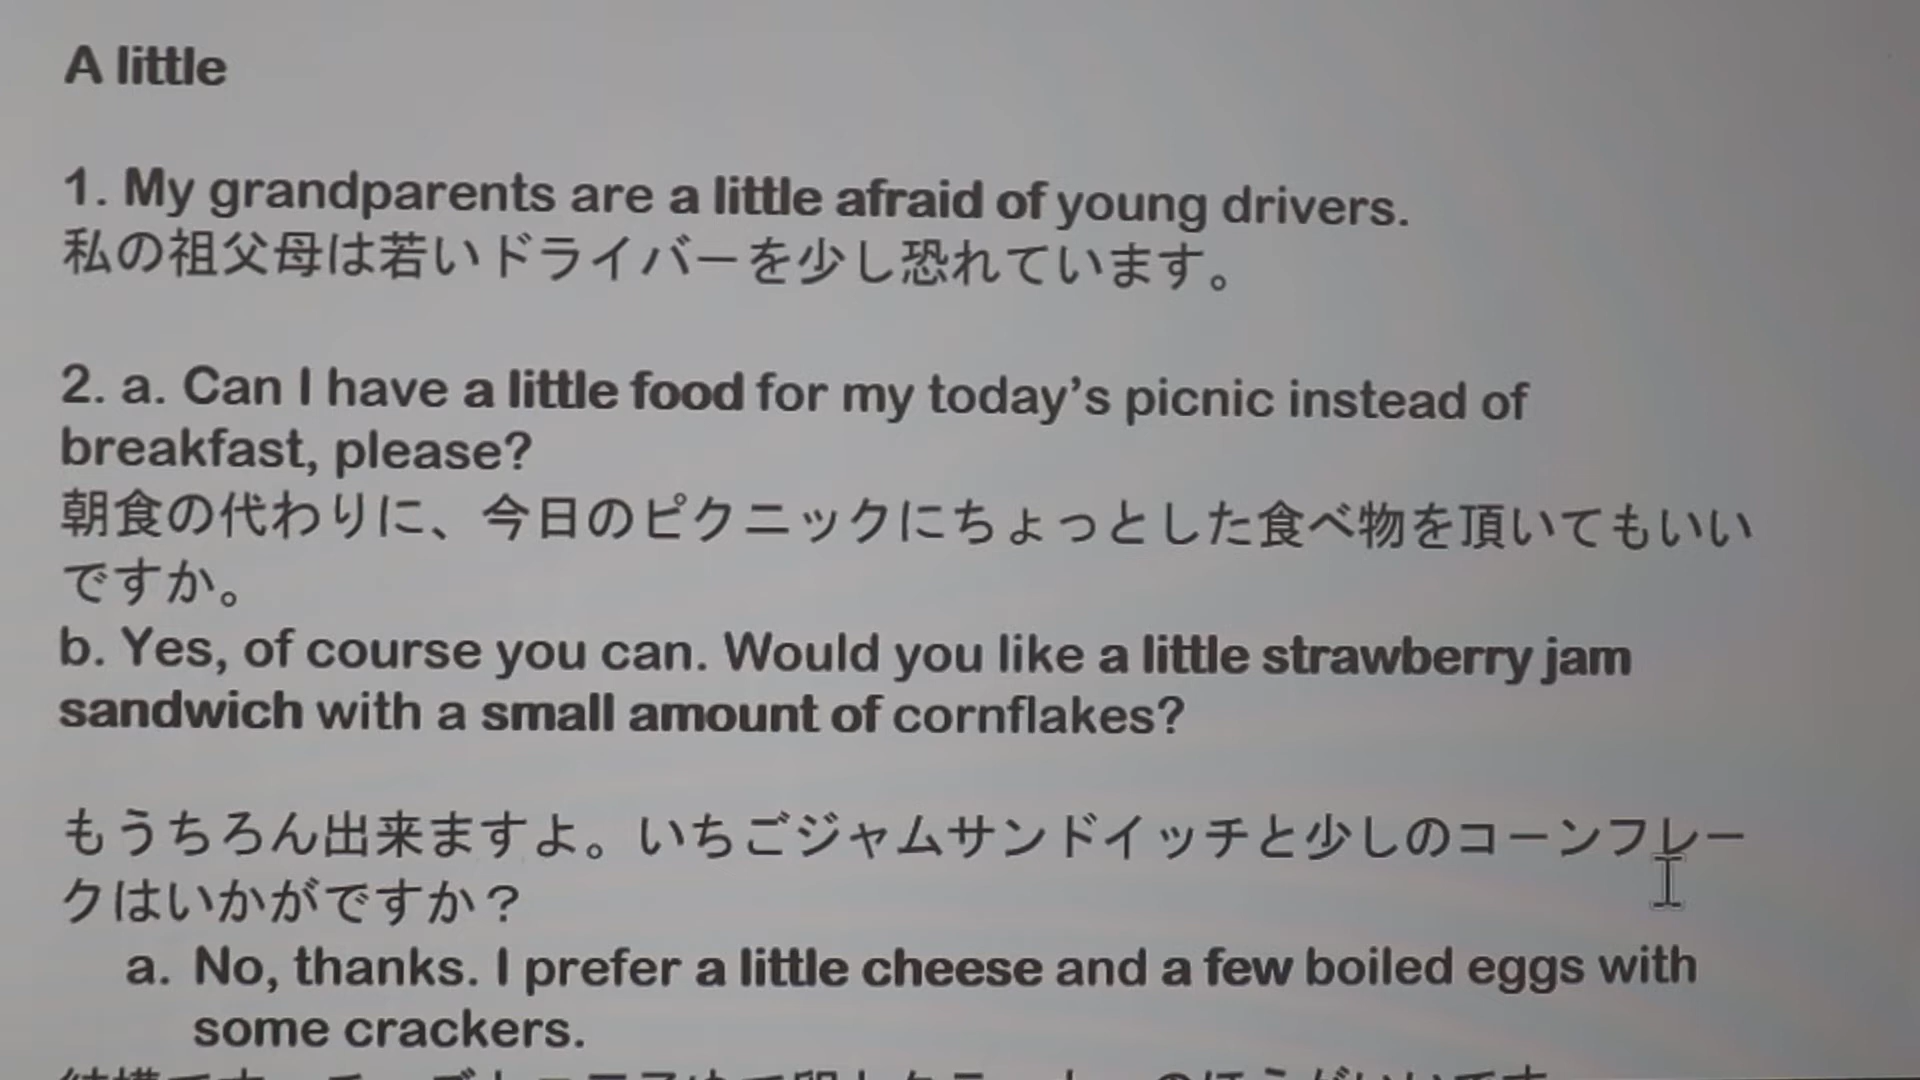 A little
1. My grandparents are a little afraid of young drivers.
私の祖父母は若いドライバーを少し恐れています。
2. a. Can I have a little food for my today’s picnic instead of
breakfast, please?
朝食の代わりに、今日のピクニックにちょっとした食べ物を頂いてもいい
ですか。
b. Yes, of course you can. Would you like a little strawberry jam
sandwich with a small amount of cornflakes?
もうちろん出来ますよ。いちごジャムサンドイッチと少しのコーンフレー
クはいかがですか？
a. No, thanks. I prefer a little cheese and a few boiled eggs with
some crackers.